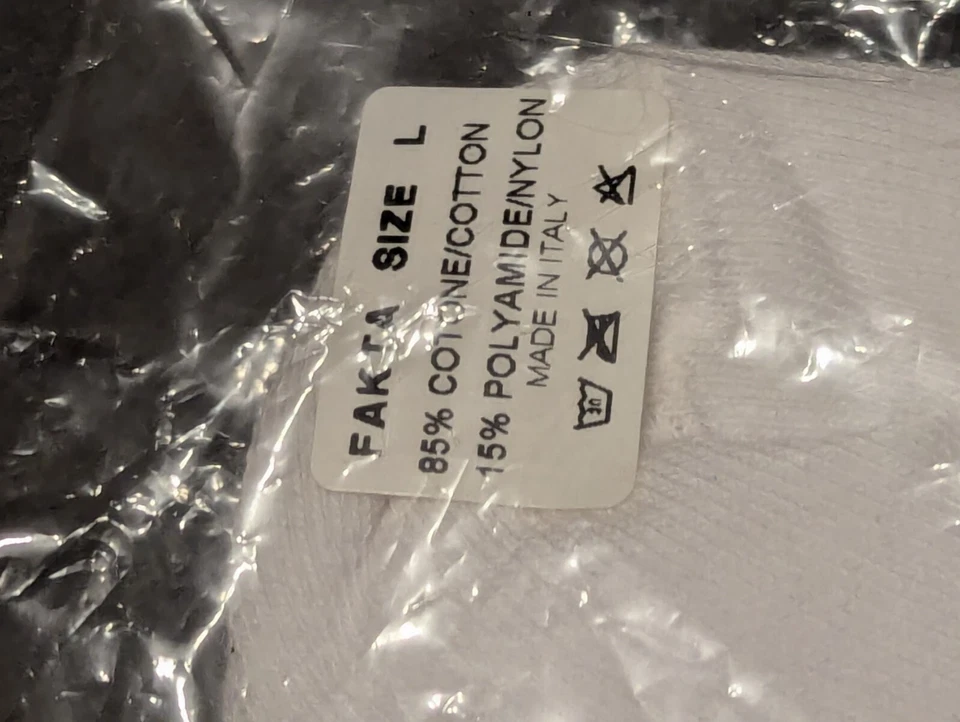 FAKTA SIZE L
85% COTONE/COTTON
15% POLYAMIDE/NYLON
MADE IN ITALY